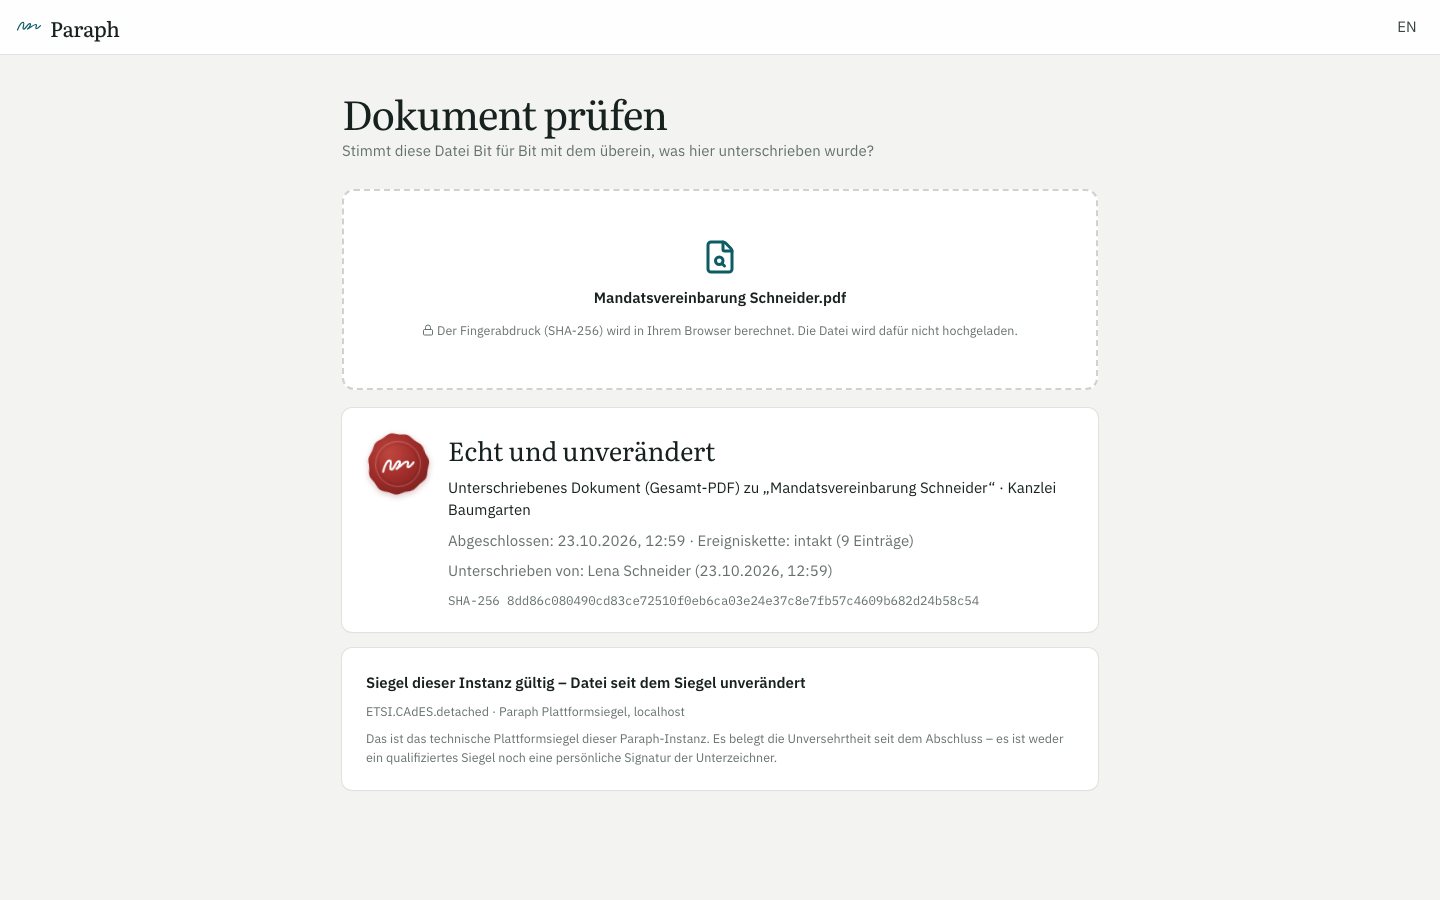 Paraph
EN
Dokument prüfen
Stimmt diese Datei Bit für Bit mit dem überein, was hier unterschrieben wurde?
Mandatsvereinbarung Schneider.pdf
Der Fingerabdruck (SHA-256) wird in Ihrem Browser berechnet. Die Datei wird dafür nicht hochgeladen.
Echt und unverändert
Unterschriebenes Dokument (Gesamt-PDF) zu „Mandatsvereinbarung Schneider“ · Kanzlei
Baumgarten
Abgeschlossen: 23.10.2026, 12:59 · Ereigniskette: intakt (9 Einträge)
Unterschrieben von: Lena Schneider (23.10.2026, 12:59)
SHA-256 8dd86c080490cd83ce72510f0eb6ca03e24e37c8e7fb57c4609b682d24b58c54
Siegel dieser Instanz gültig – Datei seit dem Siegel unverändert
ETSI.CAdES.detached · Paraph Plattformsiegel, localhost
Das ist das technische Plattformsiegel dieser Paraph-Instanz. Es belegt die Unversehrtheit seit dem Abschluss – es ist weder
ein qualifiziertes Siegel noch eine persönliche Signatur der Unterzeichner.